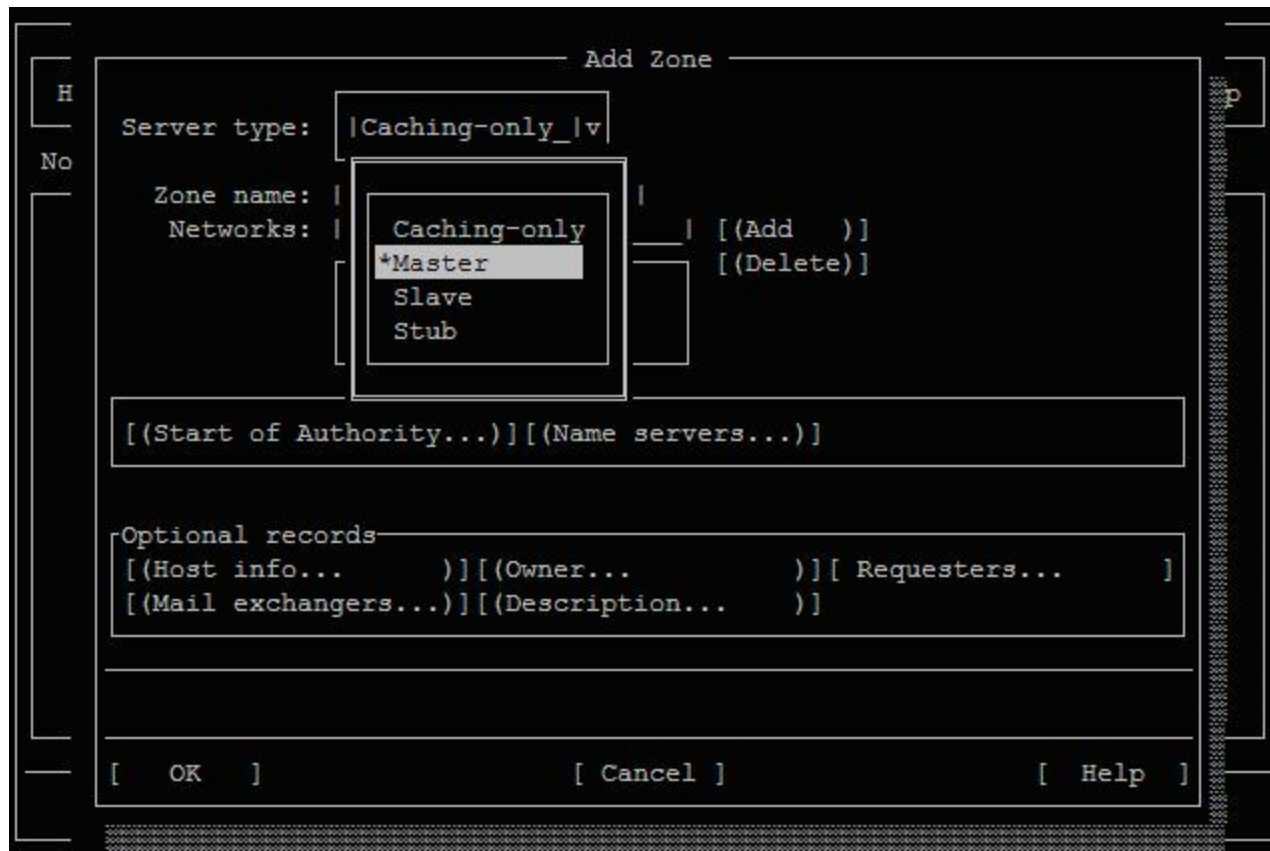 Add Zone
H
p
Server type: |Caching-only_|v|
No
Zone name: | |
Networks: | ____| [(Add )]
[(Delete)]
Caching-only
*Master
Slave
Stub
[(Start of Authority...)][(Name servers...)]
Optional records
[(Host info... )][(Owner... )][ Requesters... ]
[(Mail exchangers...)][(Description... )]
[ OK ] [ Cancel ] [ Help ]